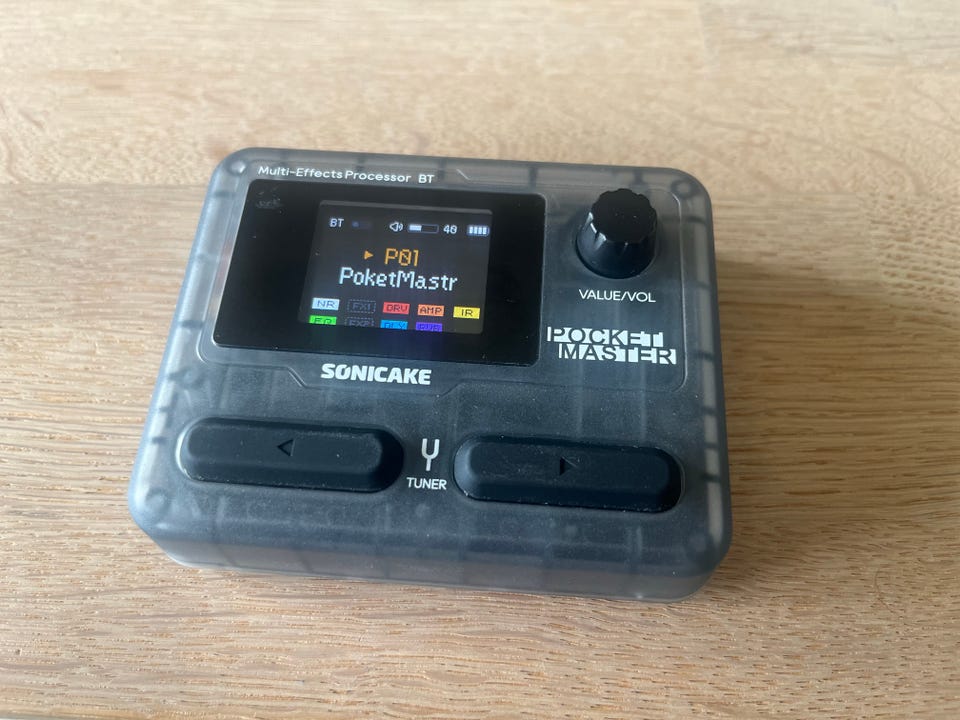 Multi-Effects Processor BT
BT 40
P01
PoketMastr
NR FX1 DRV AMP IR
EQ FX2 DLY RVB
VALUE/VOL
POCKET
MASTER
SONICAKE
TUNER